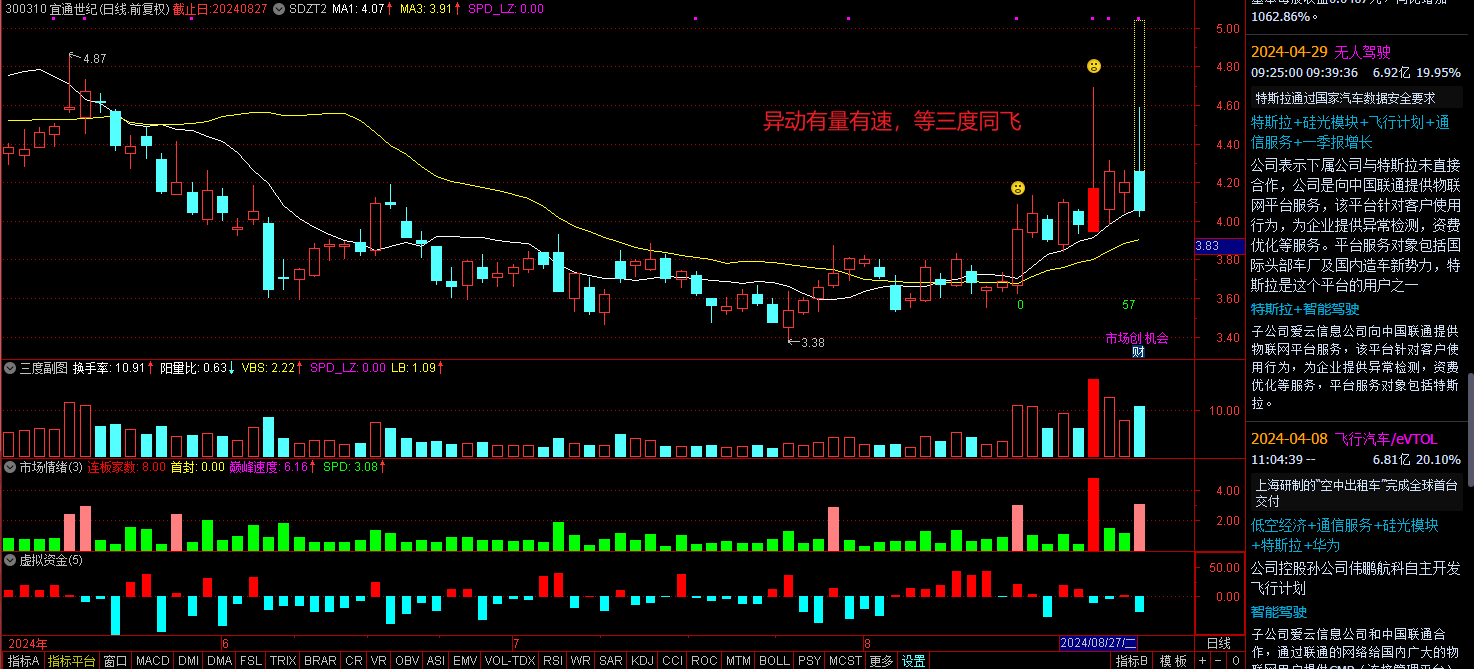 300310 宜通世纪(日线.前复权) 截止日:20240827 SDZT2 MA1: 4.07↑ MA3: 3.91↑ SPD_LZ: 0.00
5.00
4.87
4.80
4.60
异动有量有速，等三度同飞
4.40
4.20
4.00
3.83
3.80
3.60
0
57
3.40
3.38
市场创 机会
财
三度副图 换手率: 10.91↑ 阳量比: 0.63↓ VBS: 2.22↑ SPD_LZ: 0.00 LB: 1.09↑
10.00
市场情绪(3) 连板家数: 8.00 首封: 0.00 巅峰速度: 6.16↑ SPD: 3.08↑
4.00
2.00
虚拟资金(5)
50.00
0.00
2024年 6 7 8 2024/08/27/二 日线
指标A 指标平台 窗口 MACD DMI DMA FSL TRIX BRAR CR VR OBV ASI EMV VOL-TDX RSI WR SAR KDJ CCI ROC MTM BOLL PSY MCST 更多 设置 指标B 模板 + − 0
1062.86%。
2024-04-29 无人驾驶
09:25:00 09:39:36 6.92亿 19.95%
特斯拉通过国家汽车数据安全要求
特斯拉+硅光模块+飞行计划+通
信服务+一季报增长
公司表示下属公司与特斯拉未直接
合作，公司是向中国联通提供物联
网平台服务，该平台针对客户使用
行为，为企业提供异常检测，资费
优化等服务。平台服务对象包括国
际头部车厂及国内造车新势力，特
斯拉是这个平台的用户之一
特斯拉+智能驾驶
子公司爱云信息公司向中国联通提供
物联网平台服务，该平台针对客户使
用行为，为企业提供异常检测，资费
优化等服务，平台服务对象包括特斯
拉。
2024-04-08 飞行汽车/eVTOL
11:04:39 -- 6.81亿 20.10%
上海研制的“空中出租车”完成全球首台
交付
低空经济+通信服务+硅光模块
+特斯拉+华为
公司控股孙公司伟鹏航科自主开发
飞行计划
智能驾驶
子公司爱云信息公司和中国联通合
作，通过联通的网络给国内广大的物